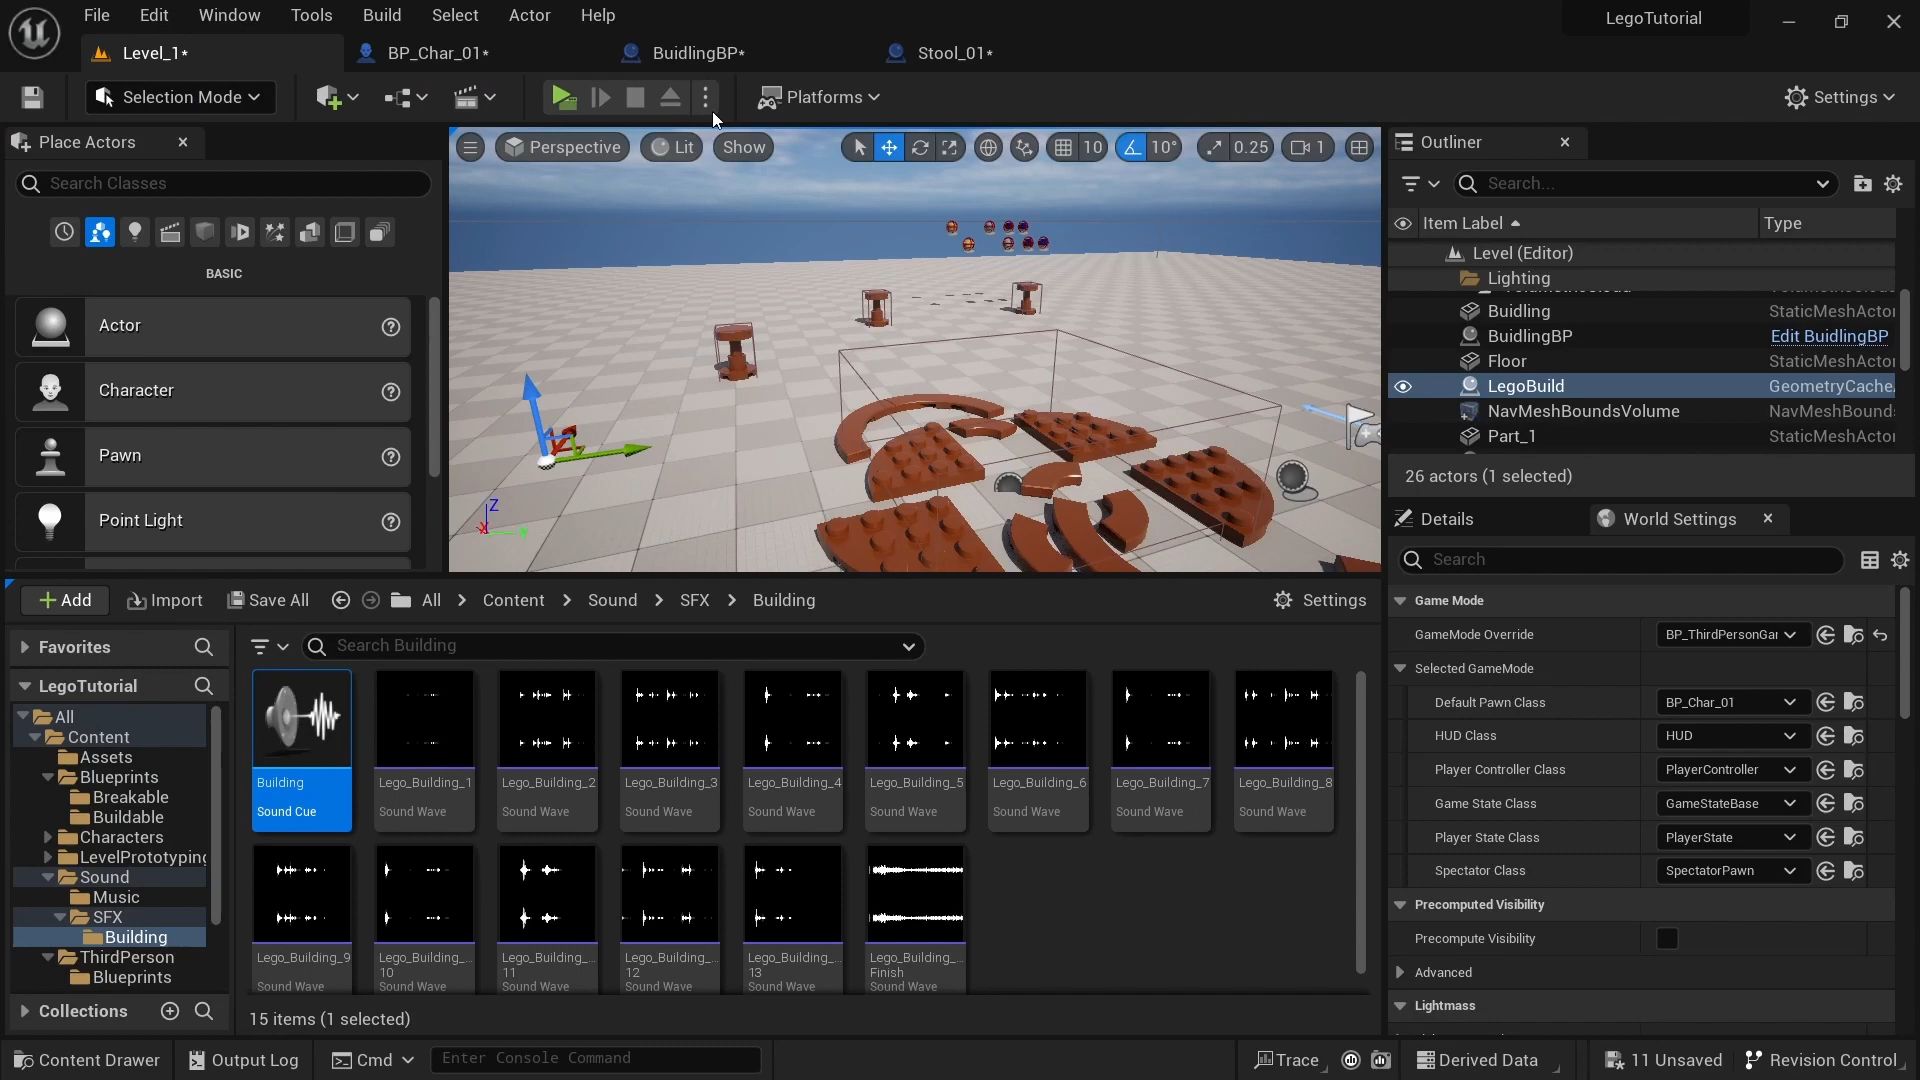 File Edit Window Tools Build Select Actor Help
LegoTutorial
Level_1*
BP_Char_01*
BuidlingBP*
Stool_01*
Selection Mode
Platforms
Settings
Place Actors
Search Classes
BASIC
Actor
Character
Pawn
Point Light
Perspective
Lit
Show
10
10°
0.25
1
Z
X
Y
Outliner
Search...
Item Label
Type
Level (Editor)
Lighting
Buidling StaticMeshActor
BuidlingBP Edit BuidlingBP
Floor StaticMeshActor
LegoBuild GeometryCache
NavMeshBoundsVolume NavMeshBounds
Part_1 StaticMeshActor
26 actors (1 selected)
Details
World Settings
Search
Game Mode
GameMode Override BP_ThirdPersonGa
Selected GameMode
Default Pawn Class BP_Char_01
HUD Class HUD
Player Controller Class PlayerController
Game State Class GameStateBase
Player State Class PlayerState
Spectator Class SpectatorPawn
Precomputed Visibility
Precompute Visibility
Advanced
Lightmass
Add
Import
Save All
All > Content > Sound > SFX > Building
Settings
Favorites
LegoTutorial
All
Content
Assets
Blueprints
Breakable
Buildable
Characters
LevelPrototyping
Sound
Music
SFX
Building
ThirdPerson
Blueprints
Collections
Search Building
Building
Sound Cue
Lego_Building_1
Sound Wave
Lego_Building_2
Sound Wave
Lego_Building_3
Sound Wave
Lego_Building_4
Sound Wave
Lego_Building_5
Sound Wave
Lego_Building_6
Sound Wave
Lego_Building_7
Sound Wave
Lego_Building_8
Sound Wave
Lego_Building_9
Sound Wave
Lego_Building_...
10
Sound Wave
Lego_Building_...
11
Sound Wave
Lego_Building_...
12
Sound Wave
Lego_Building_...
13
Sound Wave
Lego_Building_...
Finish
Sound Wave
15 items (1 selected)
Content Drawer
Output Log
Cmd
Enter Console Command
Trace
Derived Data
11 Unsaved
Revision Control